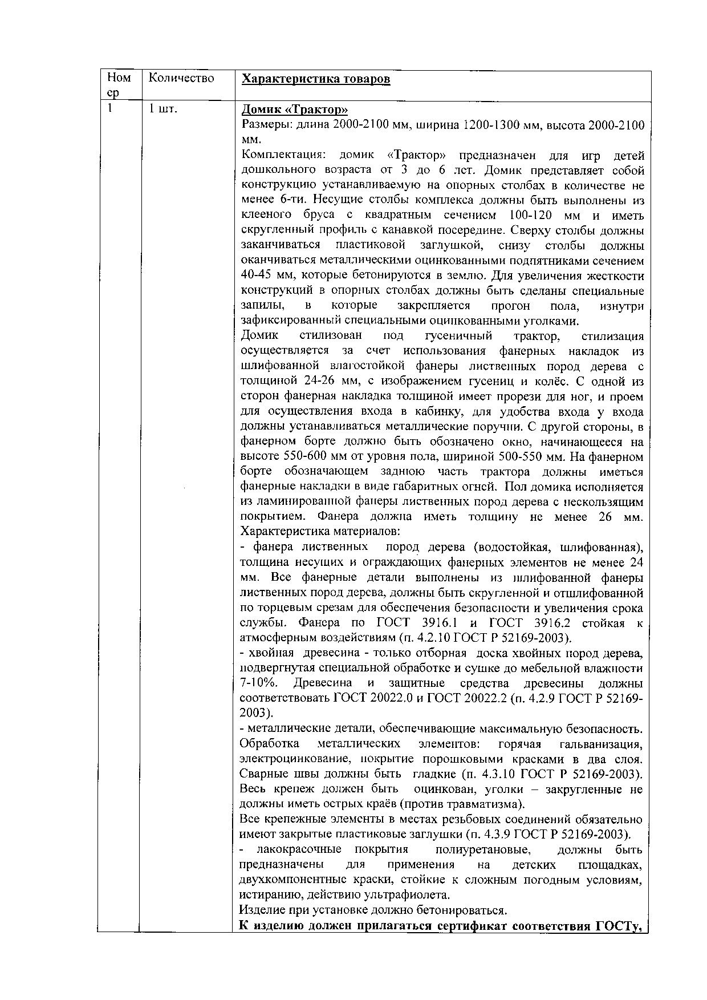 Ном Количество Характеристика товаров
ер
1 1 шт. Домик «Трактор»
Размеры: длина 2000-2100 мм, ширина 1200-1300 мм, высота 2000-2100
мм.
Комплектация: домик «Трактор» предназначен для игр детей
дошкольного возраста от 3 до 6 лет. Домик представляет собой
конструкцию устанавливаемую на опорных столбах в количестве не
менее 6-ти. Несущие столбы комплекса должны быть выполнены из
клееного бруса с квадратным сечением 100-120 мм и иметь
скругленный профиль с канавкой посередине. Сверху столбы должны
заканчиваться пластиковой заглушкой, снизу столбы должны
оканчиваться металлическими оцинкованными подпятниками сечением
40-45 мм, которые бетонируются в землю. Для увеличения жесткости
конструкций в опорных столбах должны быть сделаны специальные
запилы, в которые закрепляется прогон пола, изнутри
зафиксированный специальными оцинкованными уголками.
Домик стилизован под гусеничный трактор, стилизация
осуществляется за счет использования фанерных накладок из
шлифованной влагостойкой фанеры лиственных пород дерева с
толщиной 24-26 мм, с изображением гусениц и колёс. С одной из
сторон фанерная накладка толщиной имеет прорези для ног, и проем
для осуществления входа в кабинку, для удобства входа у входа
должны устанавливаться металлические поручни. С другой стороны, в
фанерном борте должно быть обозначено окно, начинающееся на
высоте 550-600 мм от уровня пола, шириной 500-550 мм. На фанерном
борте обозначающем заднюю часть трактора должны иметься
фанерные накладки в виде габаритных огней. Пол домика исполняется
из ламинированной фанеры лиственных пород дерева с нескользящим
покрытием. Фанера должна иметь толщину не менее 26 мм.
Характеристика материалов:
- фанера лиственных пород дерева (водостойкая, шлифованная),
толщина несущих и ограждающих фанерных элементов не менее 24
мм. Все фанерные детали выполнены из шлифованной фанеры
лиственных пород дерева, должны быть скругленной и отшлифованной
по торцевым срезам для обеспечения безопасности и увеличения срока
службы. Фанера по ГОСТ 3916.1 и ГОСТ 3916.2 стойкая к
атмосферным воздействиям (п. 4.2.10 ГОСТ Р 52169-2003).
- хвойная древесина - только отборная доска хвойных пород дерева,
подвергнутая специальной обработке и сушке до мебельной влажности
7-10%. Древесина и защитные средства древесины должны
соответствовать ГОСТ 20022.0 и ГОСТ 20022.2 (п. 4.2.9 ГОСТ Р 52169-
2003).
- металлические детали, обеспечивающие максимальную безопасность.
Обработка металлических элементов: горячая гальванизация,
электроцинкование, покрытие порошковыми красками в два слоя.
Сварные швы должны быть гладкие (п. 4.3.10 ГОСТ Р 52169-2003).
Весь крепеж должен быть оцинкован, уголки – закругленные не
должны иметь острых краёв (против травматизма).
Все крепежные элементы в местах резьбовых соединений обязательно
имеют закрытые пластиковые заглушки (п. 4.3.9 ГОСТ Р 52169-2003).
- лакокрасочные покрытия полиуретановые, должны быть
предназначены для применения на детских площадках,
двухкомпонентные краски, стойкие к сложным погодным условиям,
истиранию, действию ультрафиолета.
Изделие при установке должно бетонироваться.
К изделию должен прилагаться сертификат соответствия ГОСТу,